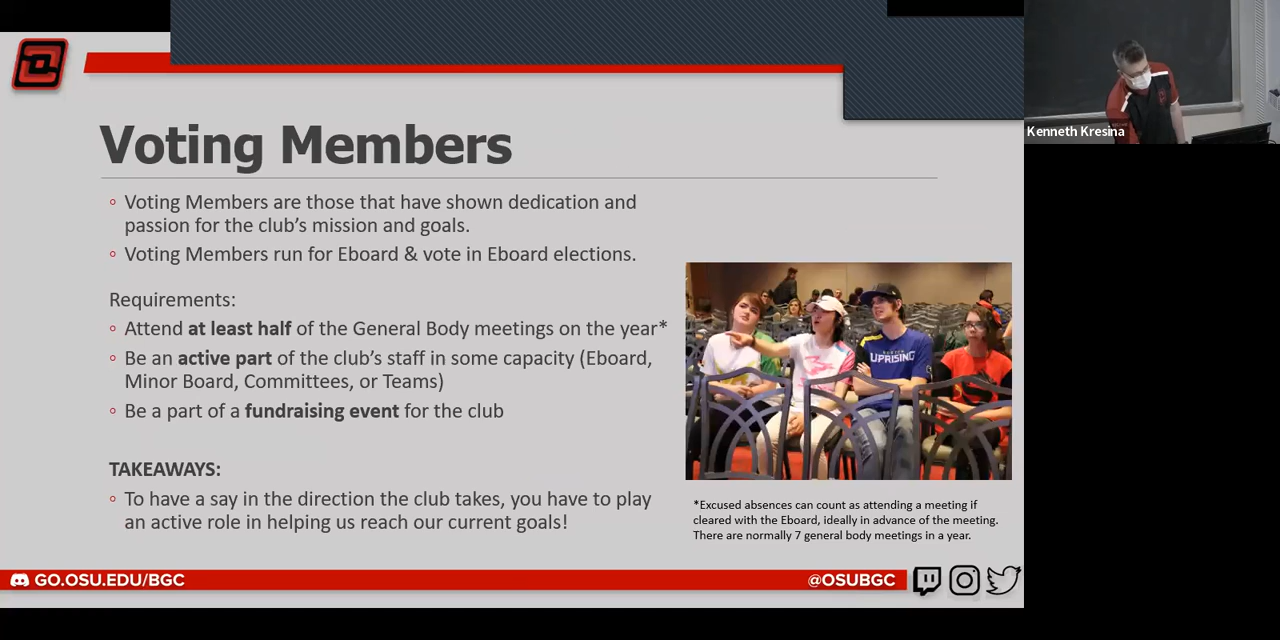 Voting Members
◦ Voting Members are those that have shown dedication and
passion for the club's mission and goals.
◦ Voting Members run for Eboard & vote in Eboard elections.
Requirements:
◦ Attend at least half of the General Body meetings on the year*
◦ Be an active part of the club's staff in some capacity (Eboard,
Minor Board, Committees, or Teams)
◦ Be a part of a fundraising event for the club
TAKEAWAYS:
◦ To have a say in the direction the club takes, you have to play
an active role in helping us reach our current goals!
UPRISING
*Excused absences can count as attending a meeting if
cleared with the Eboard, ideally in advance of the meeting.
There are normally 7 general body meetings in a year.
GO.OSU.EDU/BGC
@OSUBGC
Kenneth Kresina